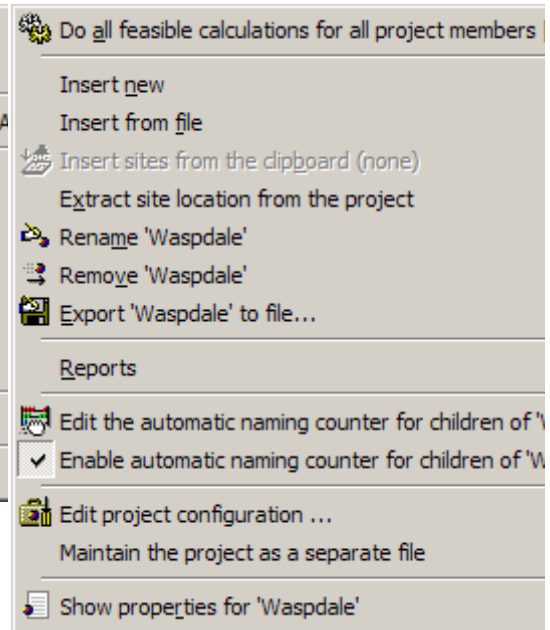 Do all feasible calculations for all project members
Insert new
Insert from file
Insert sites from the clipboard (none)
Extract site location from the project
Rename 'Waspdale'
Remove 'Waspdale'
Export 'Waspdale' to file...
Reports
Edit the automatic naming counter for children of
Enable automatic naming counter for children of
Edit project configuration ...
Maintain the project as a separate file
Show properties for 'Waspdale'